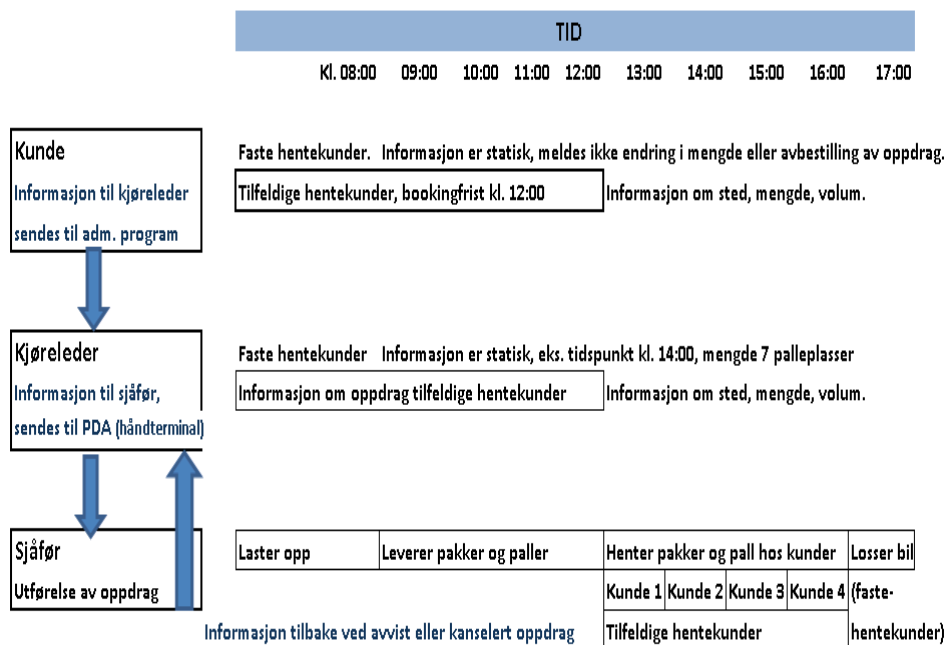 TID
Kl. 08:00 09:00 10:00 11:00 12:00 13:00 14:00 15:00 16:00 17:00
Kunde
Informasjon til kjøreleder
sendes til adm. program
Faste hentekunder. Informasjon er statisk, meldes ikke endring i mengde eller avbestilling av oppdrag.
Tilfeldige hentekunder, bookingfrist kl. 12:00 Informasjon om sted, mengde, volum.
Kjøreleder
Informasjon til sjåfør,
sendes til PDA (håndterminal)
Faste hentekunder Informasjon er statisk, eks. tidspunkt kl. 14:00, mengde 7 palleplasser
Informasjon om oppdrag tilfeldige hentekunder Informasjon om sted, mengde, volum.
Sjåfør
Utførelse av oppdrag
Laster opp Leverer pakker og paller Henter pakker og pall hos kunder Losser bil
Kunde 1 Kunde 2 Kunde 3 Kunde 4 (faste-
Informasjon tilbake ved avvist eller kanselert oppdrag Tilfeldige hentekunder hentekunder)